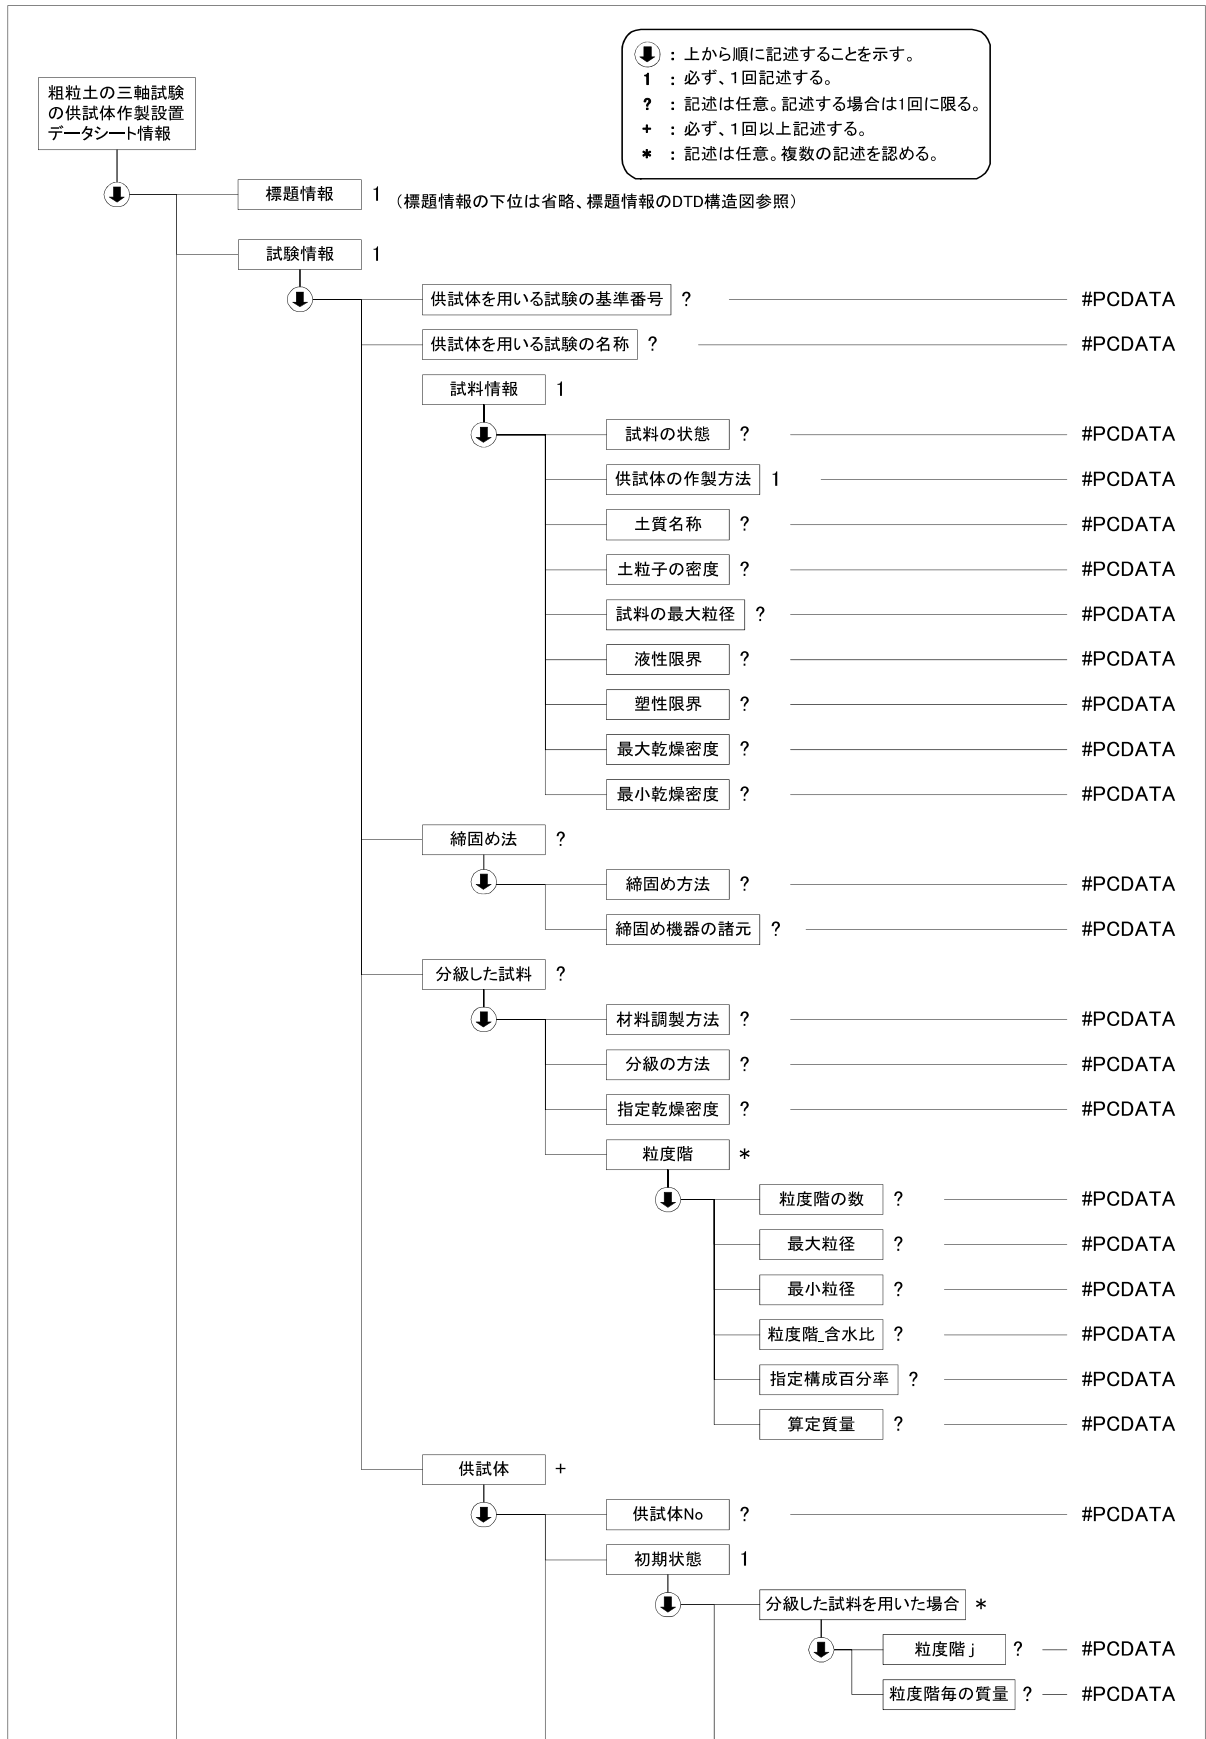 ：上から順に記述することを示す。
1 ：必ず、1回記述する。
? ：記述は任意。記述する場合は1回に限る。
+ ：必ず、1回以上記述する。
* ：記述は任意。複数の記述を認める。
粗粒土の三軸試験
の供試体作製設置
データシート情報
標題情報 1 （標題情報の下位は省略、標題情報のDTD構造図参照）
試験情報 1
供試体を用いる試験の基準番号 ? #PCDATA
供試体を用いる試験の名称 ? #PCDATA
試料情報 1
試料の状態 ? #PCDATA
供試体の作製方法 1 #PCDATA
土質名称 ? #PCDATA
土粒子の密度 ? #PCDATA
試料の最大粒径 ? #PCDATA
液性限界 ? #PCDATA
塑性限界 ? #PCDATA
最大乾燥密度 ? #PCDATA
最小乾燥密度 ? #PCDATA
締固め法 ?
締固め方法 ? #PCDATA
締固め機器の諸元 ? #PCDATA
分級した試料 ?
材料調製方法 ? #PCDATA
分級の方法 ? #PCDATA
指定乾燥密度 ? #PCDATA
粒度階 *
粒度階の数 ? #PCDATA
最大粒径 ? #PCDATA
最小粒径 ? #PCDATA
粒度階_含水比 ? #PCDATA
指定構成百分率 ? #PCDATA
算定質量 ? #PCDATA
供試体 +
供試体No ? #PCDATA
初期状態 1
分級した試料を用いた場合 *
粒度階ｊ ? #PCDATA
粒度階毎の質量 ? #PCDATA